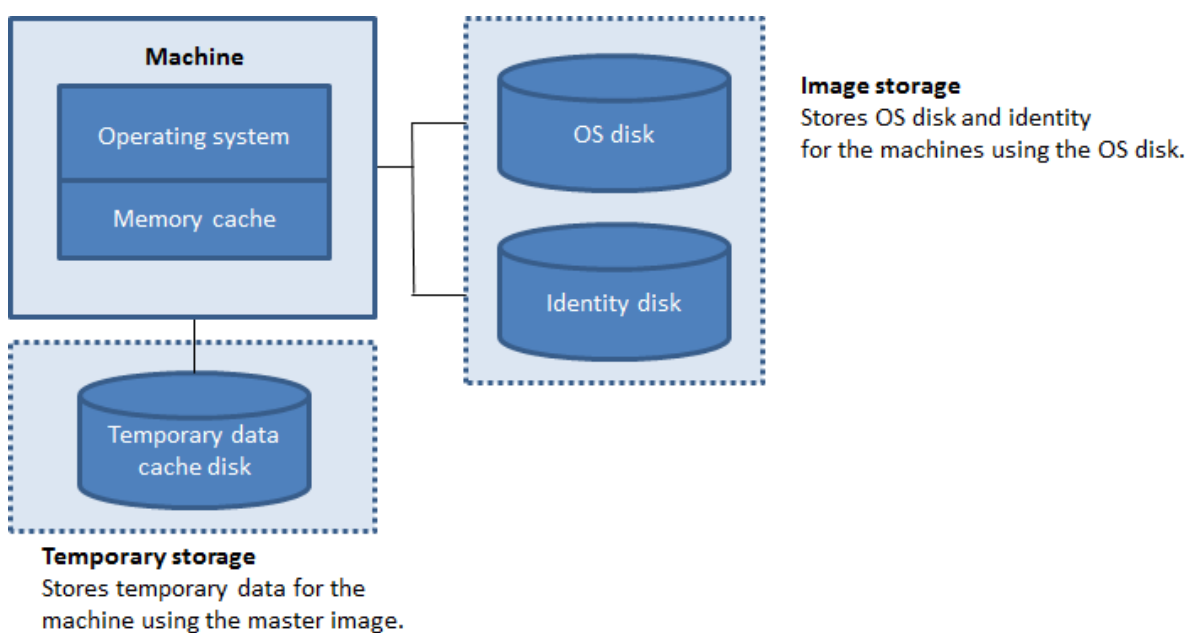 Machine
Operating system
Memory cache
OS disk
Identity disk
Image storage
Stores OS disk and identity
for the machines using the OS disk.
Temporary data
cache disk
Temporary storage
Stores temporary data for the
machine using the master image.